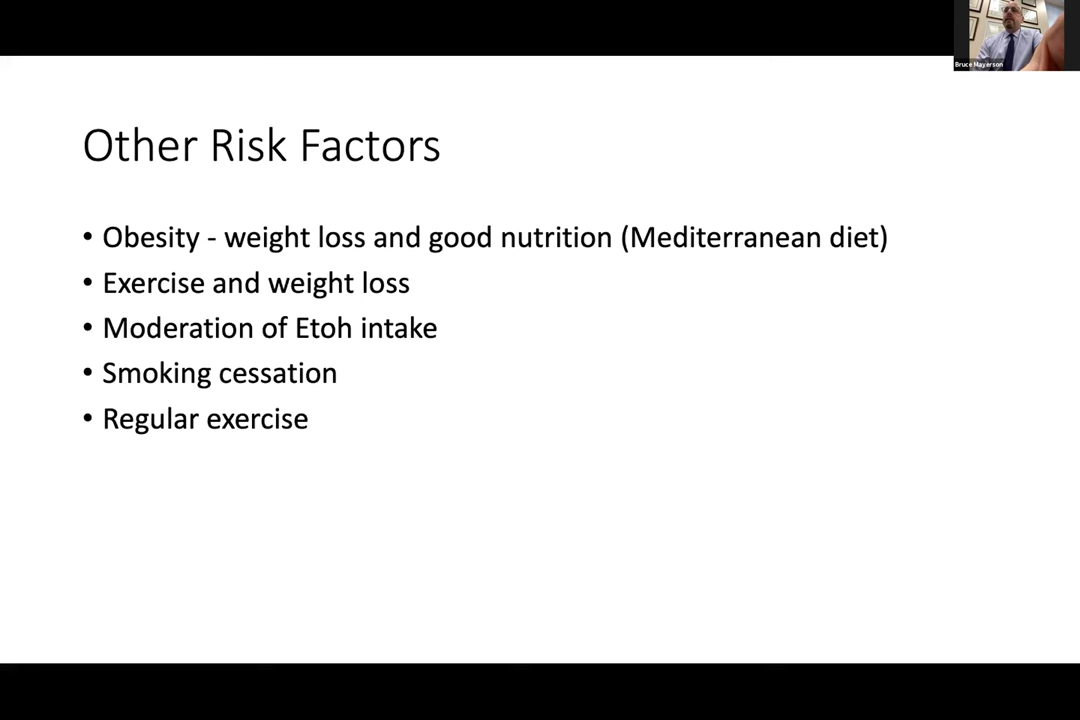 Bruce Mayerson
Other Risk Factors
• Obesity - weight loss and good nutrition (Mediterranean diet)
• Exercise and weight loss
• Moderation of Etoh intake
• Smoking cessation
• Regular exercise